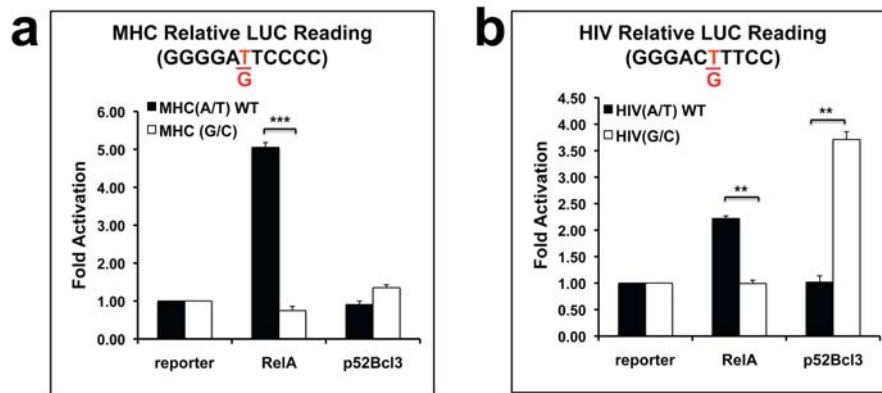 a
MHC Relative LUC Reading
(GGGGATTCCCC)
G
MHC(A/T) WT
MHC (G/C)
***
Fold Activation
6.00
5.00
4.00
3.00
2.00
1.00
0.00
reporter RelA p52Bcl3
b
HIV Relative LUC Reading
(GGGACTTTCC)
G
HIV(A/T) WT
HIV(G/C)
**
**
Fold Activation
4.50
4.00
3.50
3.00
2.50
2.00
1.50
1.00
0.50
0.00
reporter RelA p52Bcl3